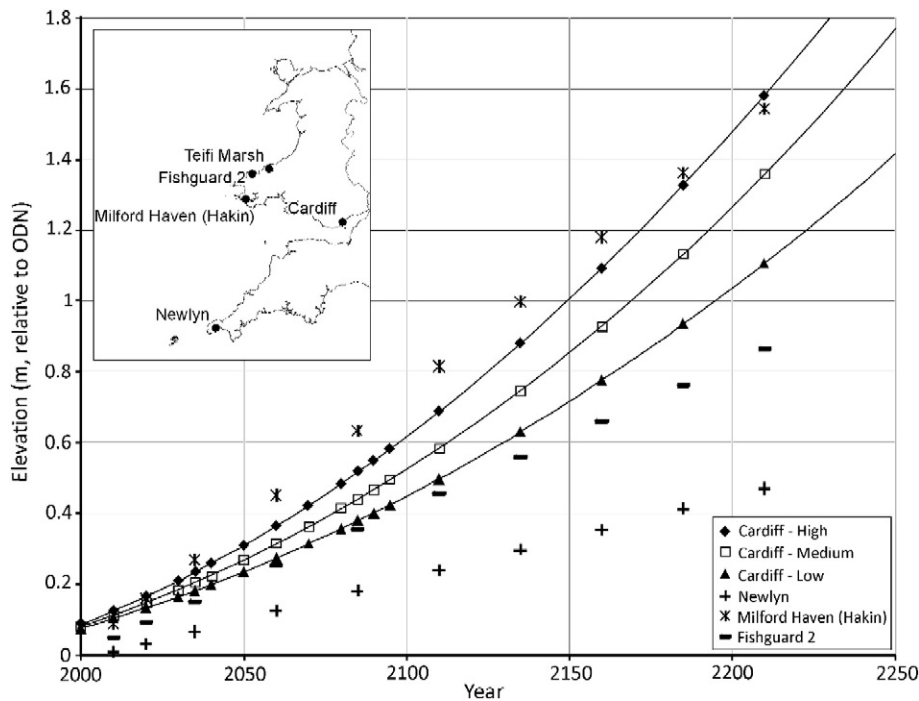 Elevation (m, relative to ODN)
1.8
1.6
1.4
1.2
1
0.8
0.6
0.4
0.2
0
Teifi Marsh
Fishguard 2
Milford Haven (Hakin)
Cardiff
Newlyn
Cardiff - High
Cardiff - Medium
Cardiff - Low
Newlyn
Milford Haven (Hakin)
Fishguard 2
2000 2050 2100 2150 2200 2250
Year